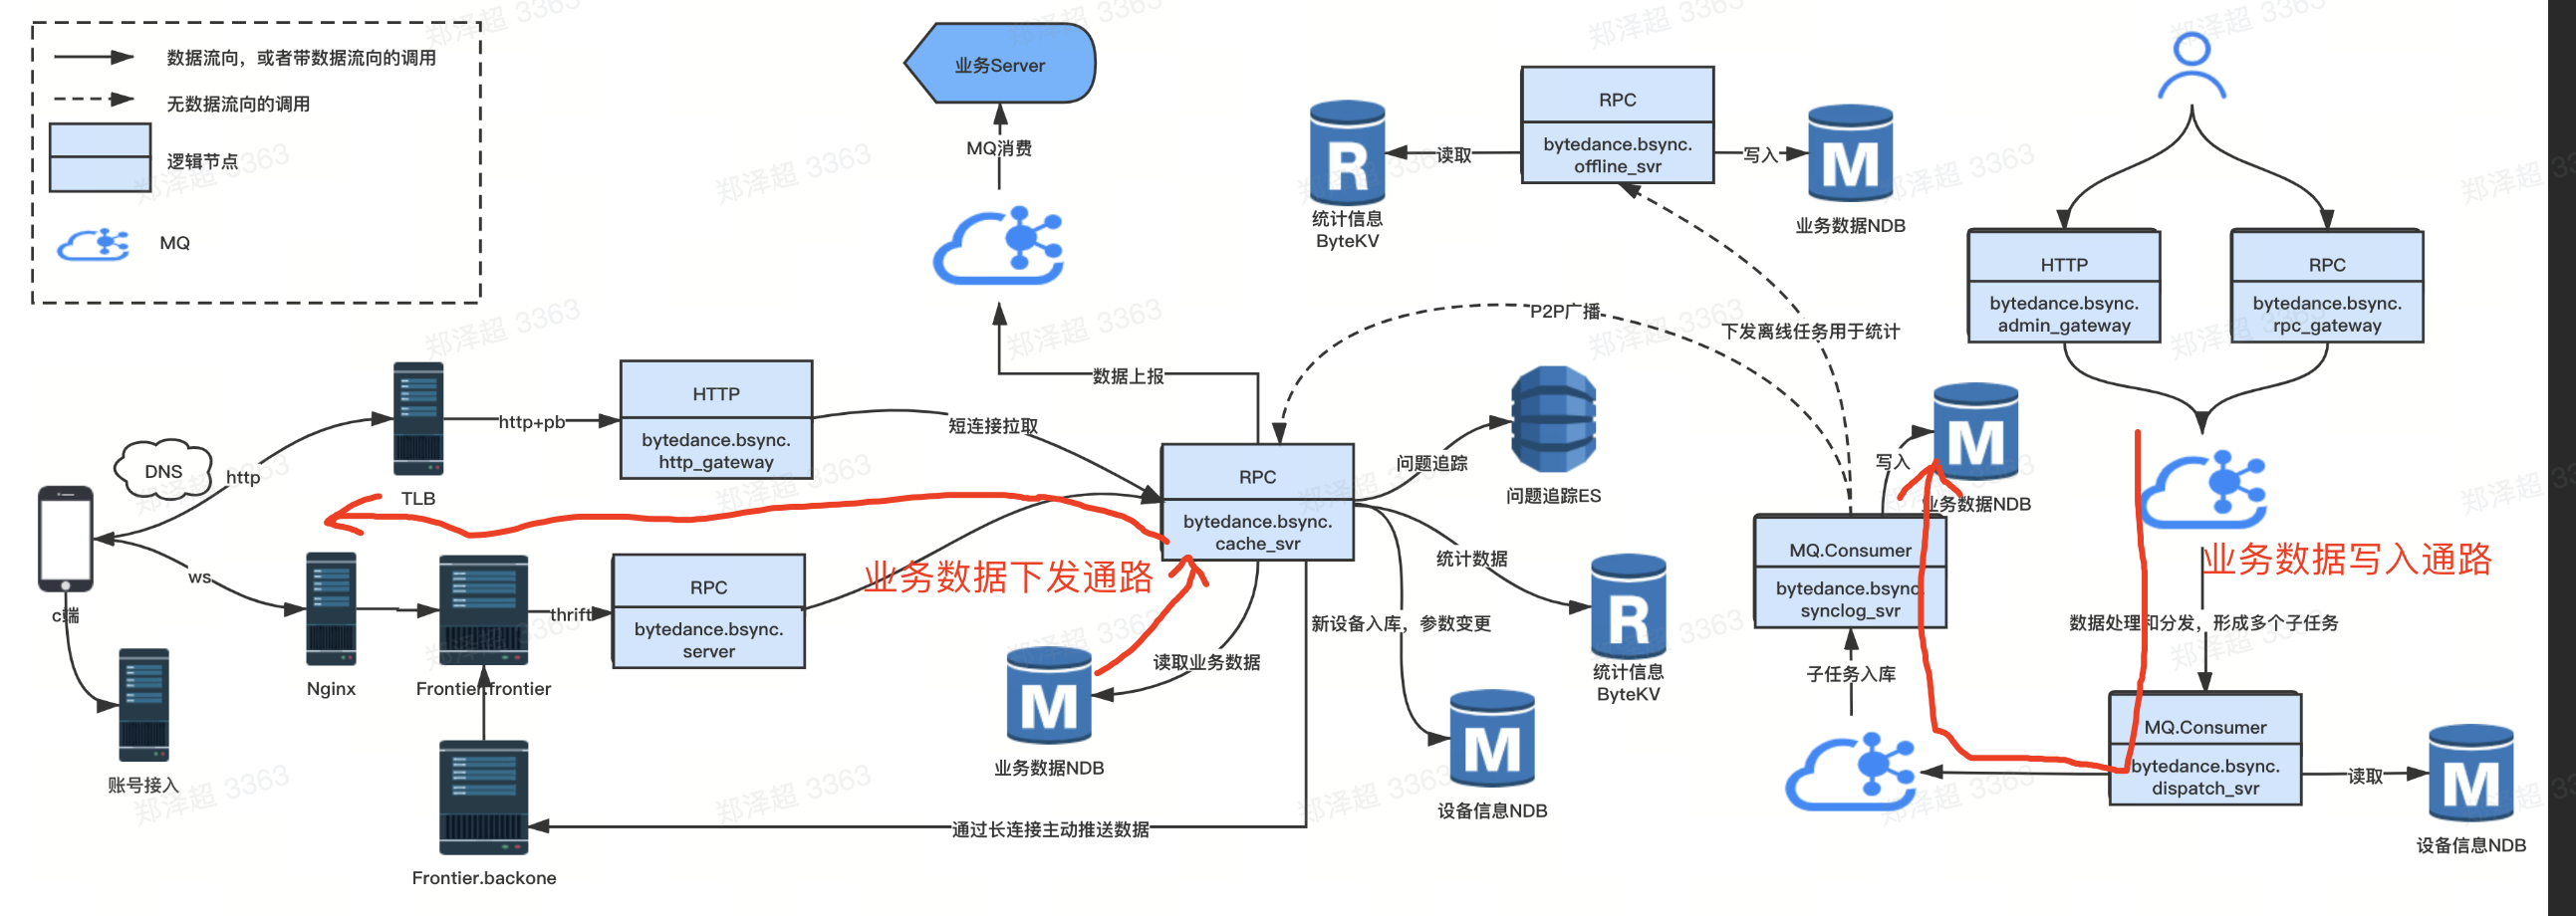 数据流向，或者带数据流向的调用
无数据流向的调用
逻辑节点
MQ
业务Server
MQ消费
数据上报
DNS
http
ws
c端
账号接入
TLB
http+pb
HTTP
bytedance.bsync.
http_gateway
短连接拉取
Nginx
Frontier.frontier
thrift
RPC
bytedance.bsync.
server
Frontier.backone
通过长连接主动推送数据
业务数据下发通路
RPC
bytedance.bsync.
cache_svr
读取业务数据
M
业务数据NDB
问题追踪
问题追踪ES
统计数据
R
统计信息
ByteKV
新设备入库，参数变更
M
设备信息NDB
P2P广播
下发离线任务用于统计
R
统计信息
ByteKV
读取
RPC
bytedance.bsync.
offline_svr
写入
M
业务数据NDB
HTTP
bytedance.bsync.
admin_gateway
RPC
bytedance.bsync.
rpc_gateway
写入
M
业务数据NDB
MQ.Consumer
bytedance.bsync.
synclog_svr
子任务入库
业务数据写入通路
数据处理和分发，形成多个子任务
MQ.Consumer
bytedance.bsync.
dispatch_svr
读取
M
设备信息NDB
郑泽超 3363